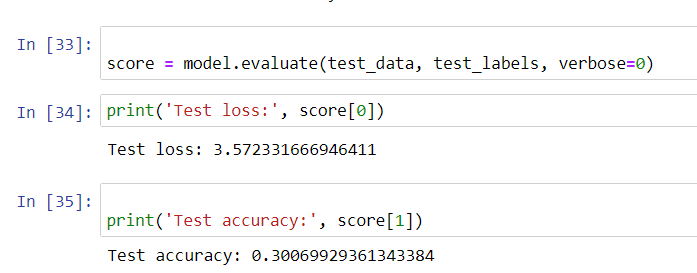 In [33]:
score = model.evaluate(test_data, test_labels, verbose=0)
In [34]: print('Test loss:', score[0])
Test loss: 3.572331666946411
In [35]:
print('Test accuracy:', score[1])
Test accuracy: 0.30069929361343384